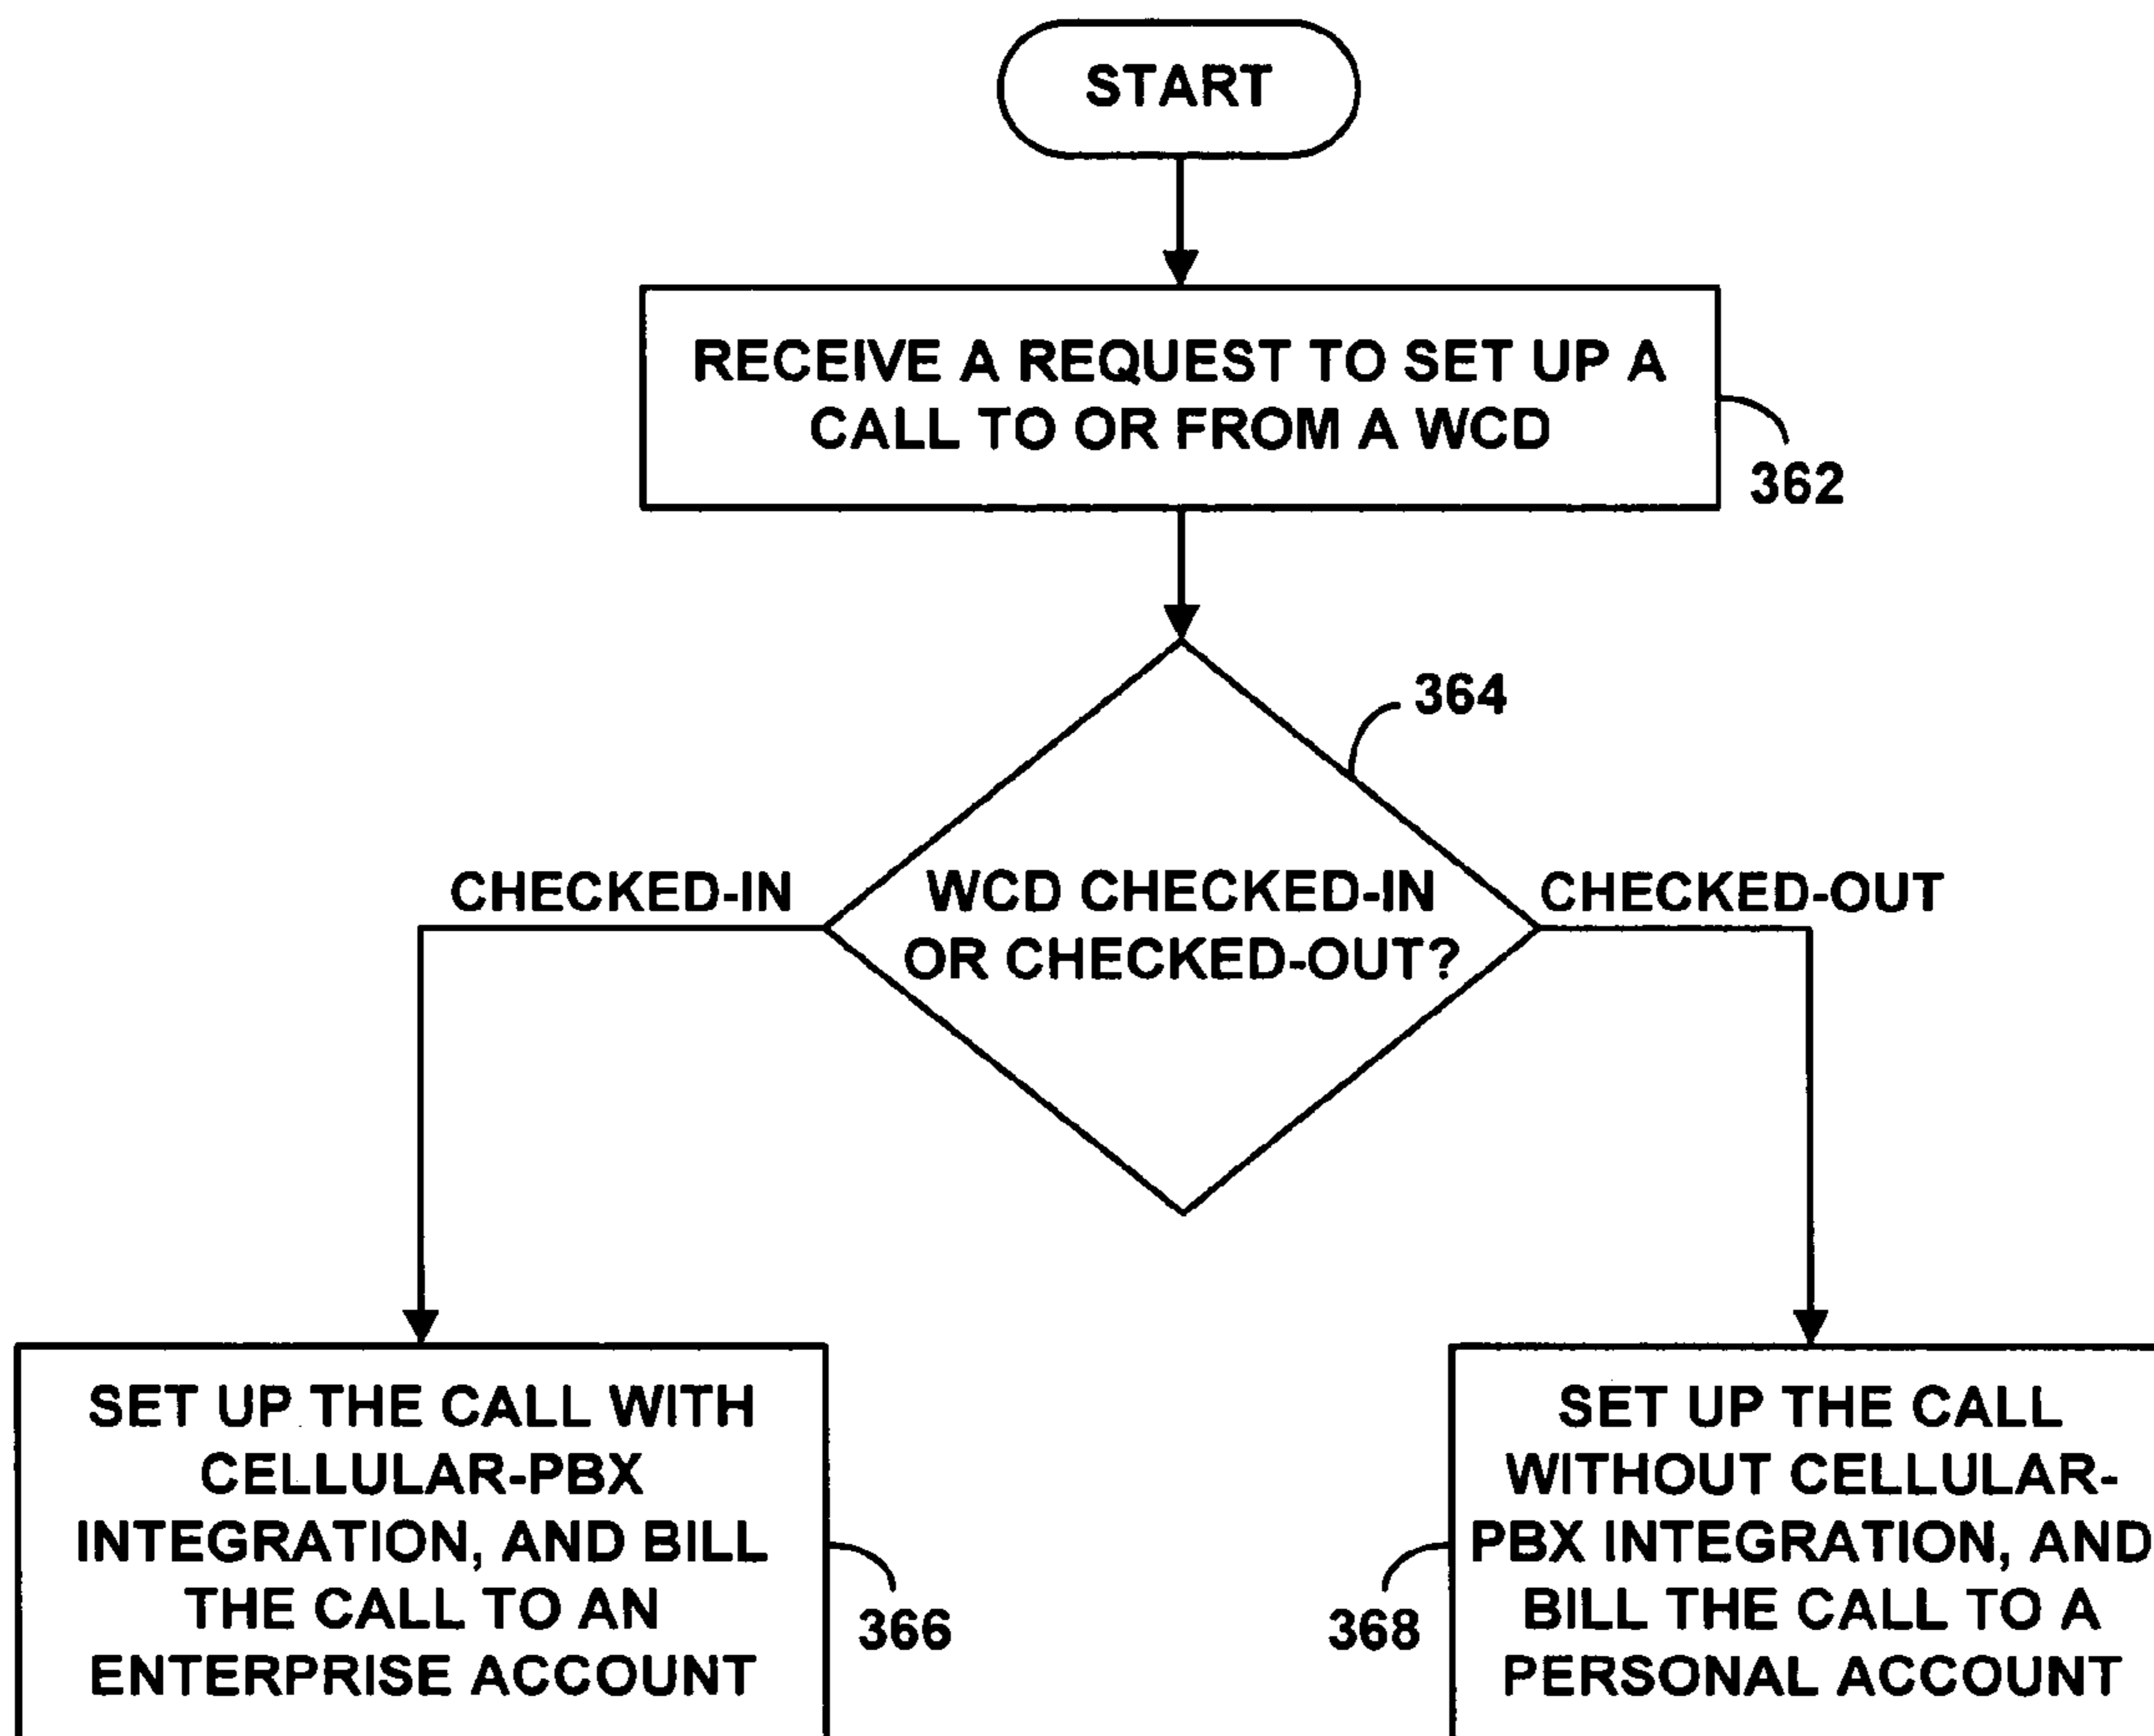 START
RECEIVE A REQUEST TO SET UP A
CALL TO OR FROM A WCD
362
364
CHECKED-IN
WCD CHECKED-IN
OR CHECKED-OUT?
CHECKED-OUT
SET UP THE CALL WITH
CELLULAR-PBX
INTEGRATION, AND BILL
THE CALL TO AN
ENTERPRISE ACCOUNT
366
SET UP THE CALL
WITHOUT CELLULAR-
PBX INTEGRATION, AND
BILL THE CALL TO A
PERSONAL ACCOUNT
368